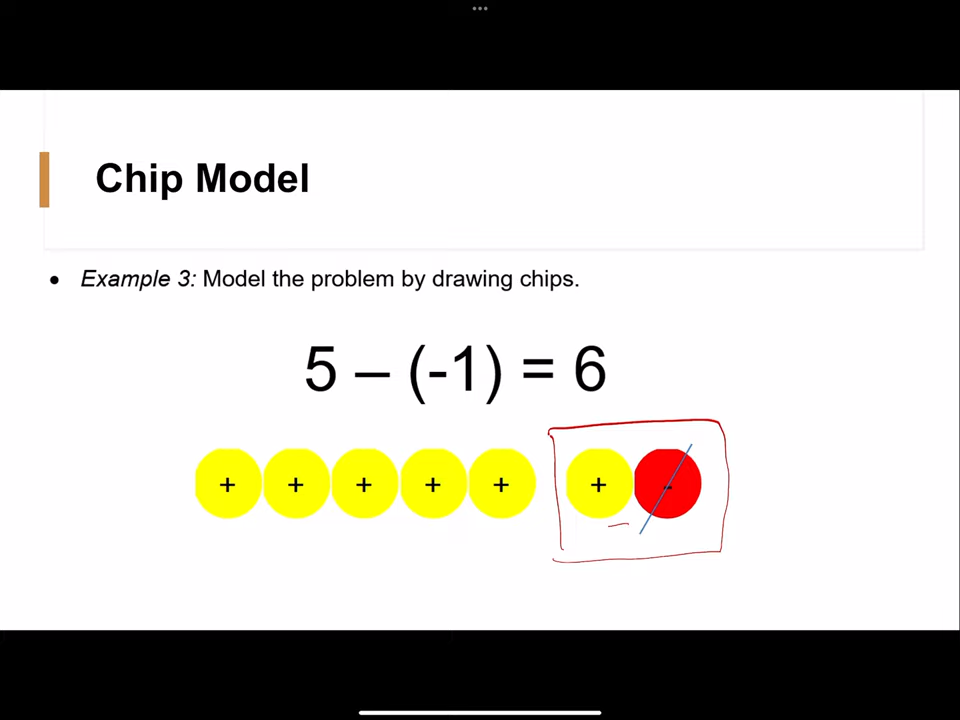 Chip Model
• Example 3: Model the problem by drawing chips.
5 – (-1) = 6
+ + + + + + -